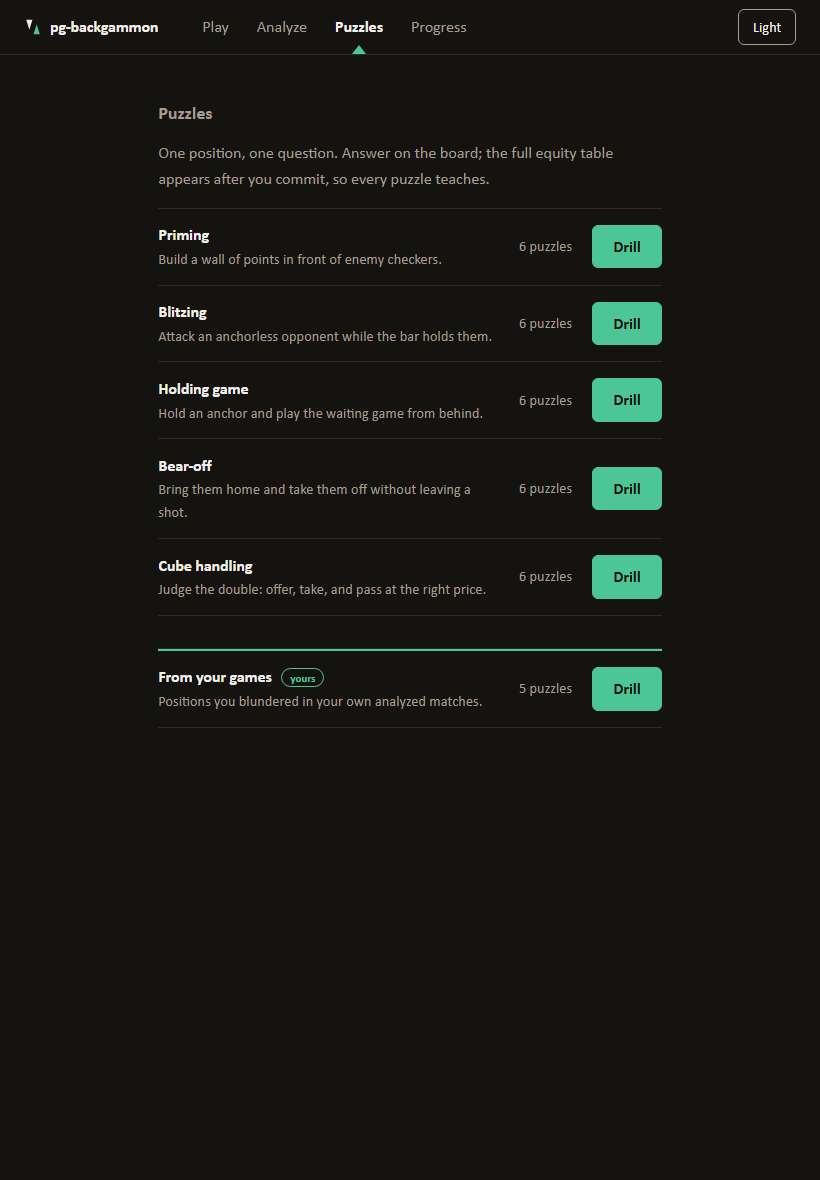 pg-backgammon Play Analyze Puzzles Progress Light
Puzzles
One position, one question. Answer on the board; the full equity table
appears after you commit, so every puzzle teaches.
Priming
Build a wall of points in front of enemy checkers.
6 puzzles
Drill
Blitzing
Attack an anchorless opponent while the bar holds them.
6 puzzles
Drill
Holding game
Hold an anchor and play the waiting game from behind.
6 puzzles
Drill
Bear-off
Bring them home and take them off without leaving a
shot.
6 puzzles
Drill
Cube handling
Judge the double: offer, take, and pass at the right price.
6 puzzles
Drill
From your games yours
Positions you blundered in your own analyzed matches.
5 puzzles
Drill